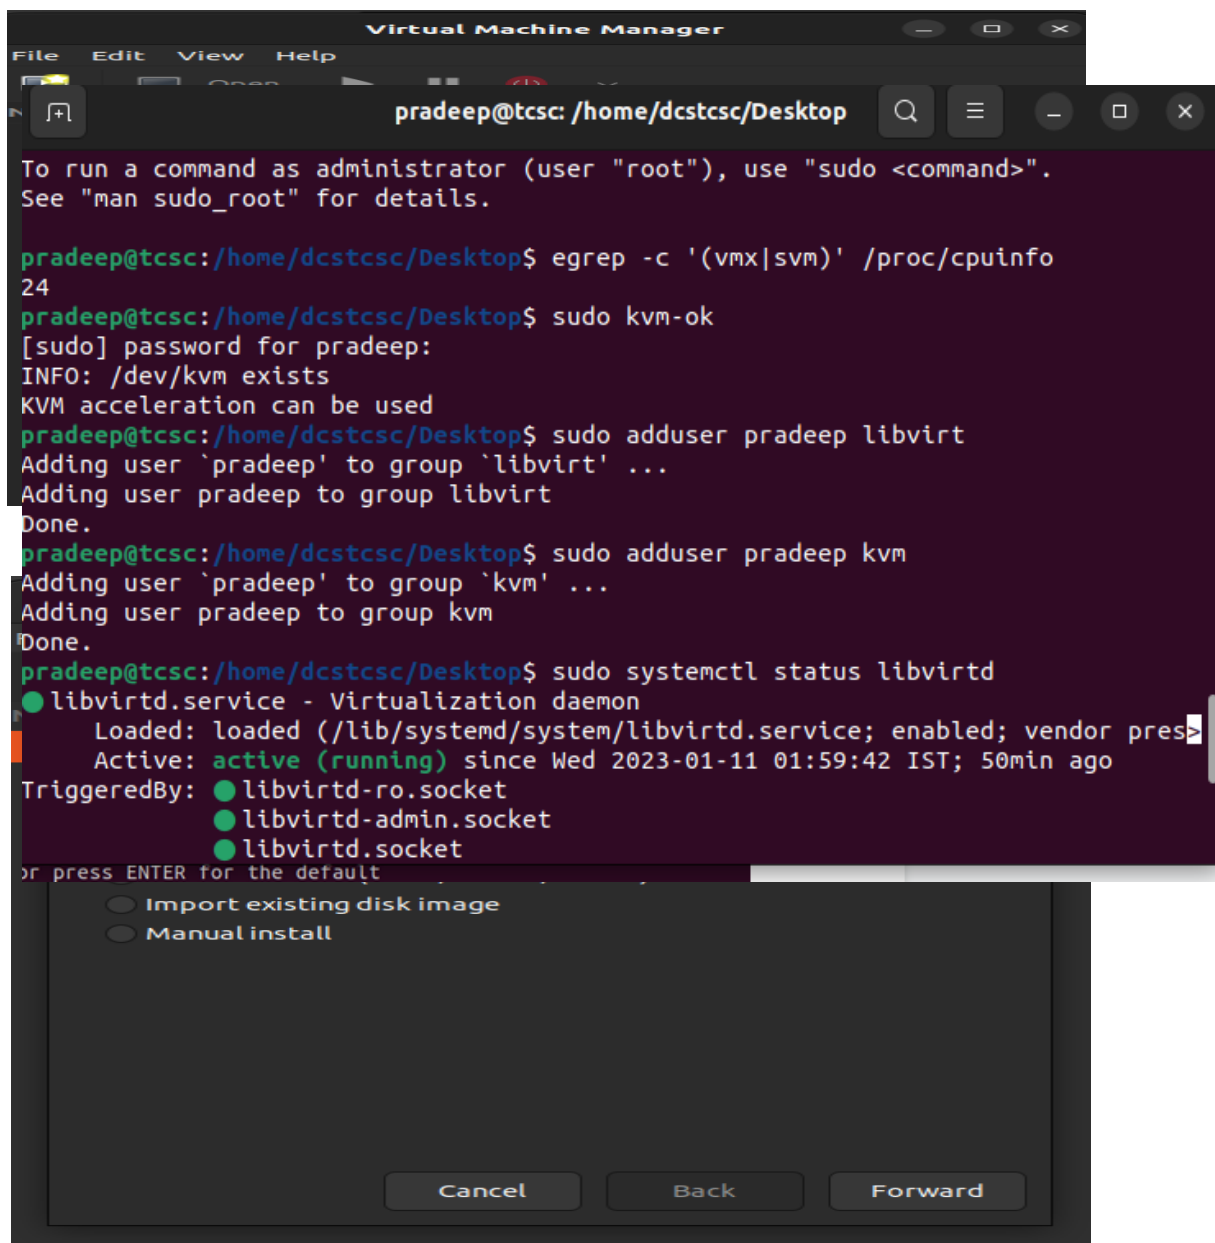 Virtual Machine Manager
File Edit View Help
Open
pradeep@tcsc: /home/dcstcsc/Desktop
To run a command as administrator (user "root"), use "sudo <command>".
See "man sudo_root" for details.
pradeep@tcsc:/home/dcstcsc/Desktop$ egrep -c '(vmx|svm)' /proc/cpuinfo
24
pradeep@tcsc:/home/dcstcsc/Desktop$ sudo kvm-ok
[sudo] password for pradeep:
INFO: /dev/kvm exists
KVM acceleration can be used
pradeep@tcsc:/home/dcstcsc/Desktop$ sudo adduser pradeep libvirt
Adding user `pradeep' to group `libvirt' ...
Adding user pradeep to group libvirt
Done.
pradeep@tcsc:/home/dcstcsc/Desktop$ sudo adduser pradeep kvm
Adding user `pradeep' to group `kvm' ...
Adding user pradeep to group kvm
Done.
pradeep@tcsc:/home/dcstcsc/Desktop$ sudo systemctl status libvirtd
libvirtd.service - Virtualization daemon
Loaded: loaded (/lib/systemd/system/libvirtd.service; enabled; vendor pres>
Active: active (running) since Wed 2023-01-11 01:59:42 IST; 50min ago
TriggeredBy: libvirtd-ro.socket
libvirtd-admin.socket
libvirtd.socket
or press ENTER for the default
Import existing disk image
Manual install
Cancel Back Forward